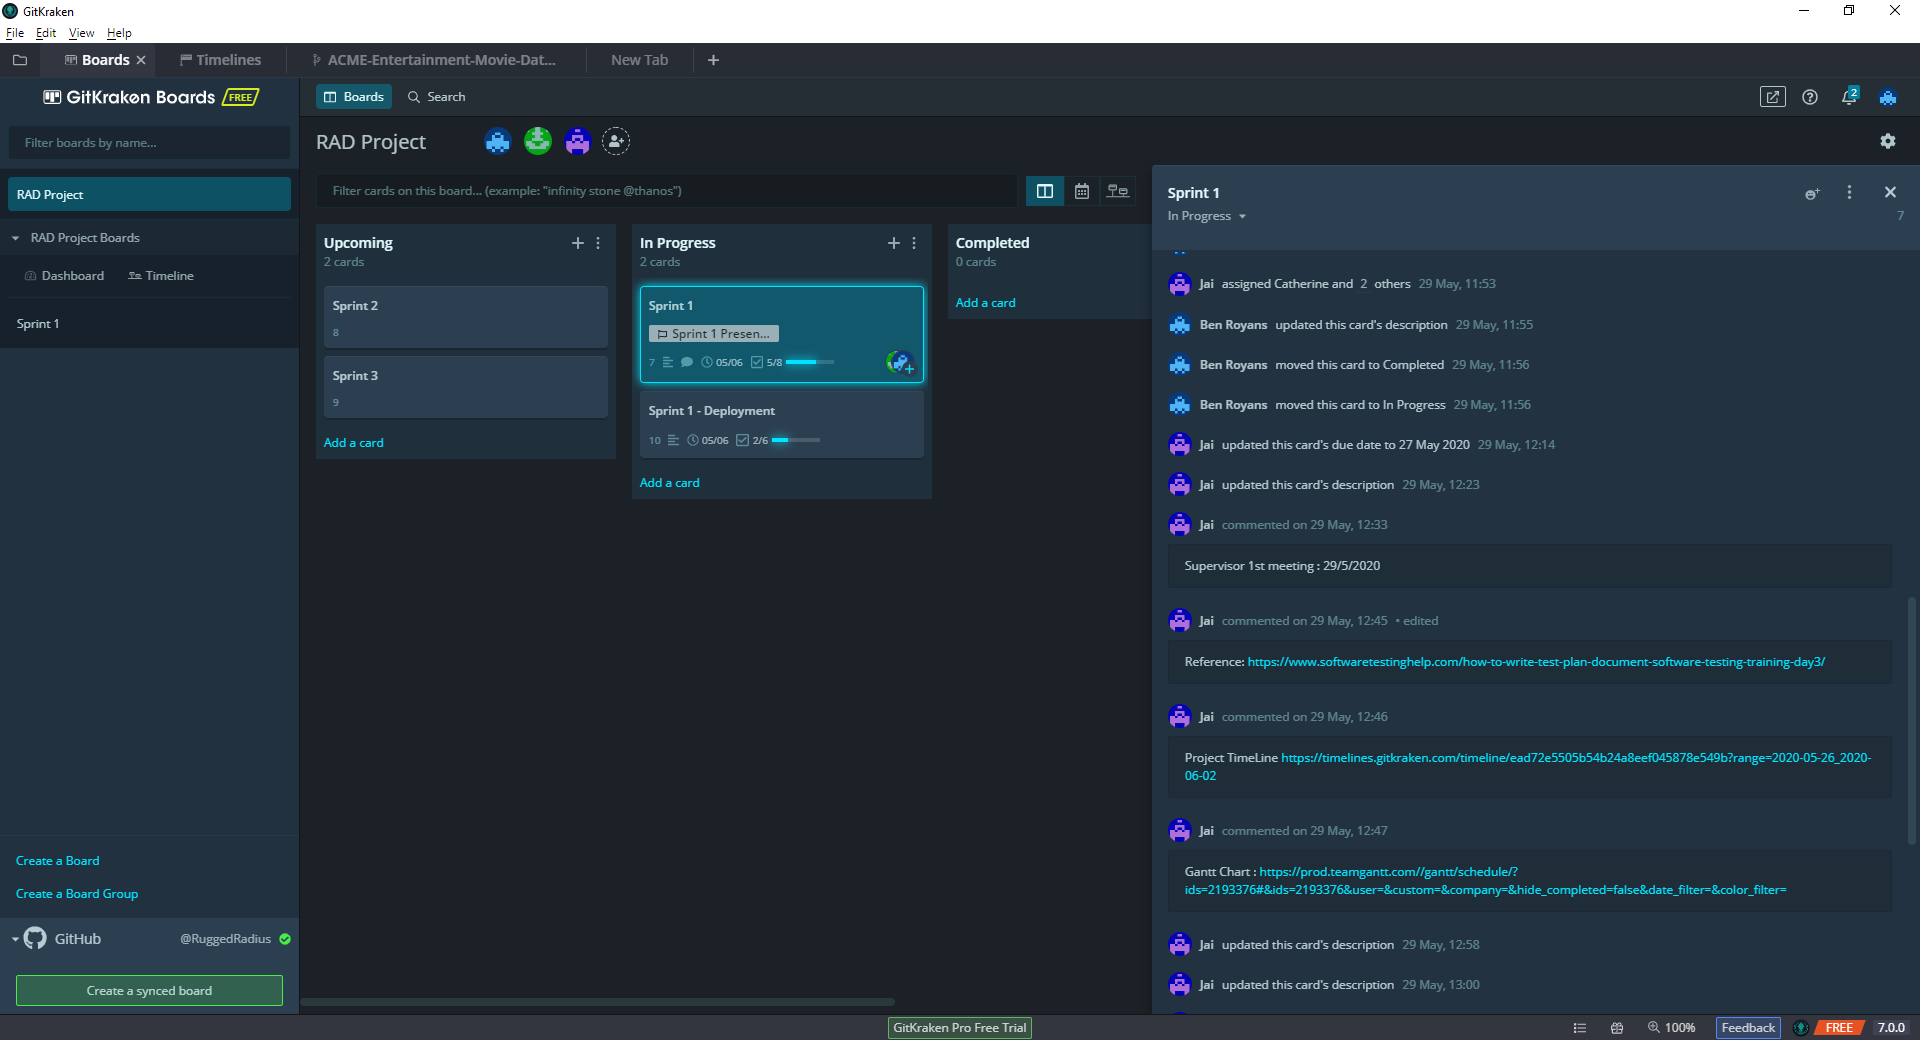 GitKraken
File Edit View Help
Boards
Timelines
ACME-Entertainment-Movie-Dat...
New Tab
GitKraken Boards FREE
Boards
Search
2
Filter boards by name...
RAD Project
RAD Project Boards
Dashboard
Timeline
Sprint 1
Create a Board
Create a Board Group
GitHub @RuggedRadius
Create a synced board
RAD Project
Filter cards on this board... (example: "infinity stone @thanos")
Upcoming
2 cards
Sprint 2
8
Sprint 3
9
Add a card
In Progress
2 cards
Sprint 1
Sprint 1 Presen...
7 05/06 5/8
Sprint 1 - Deployment
10 05/06 2/6
Add a card
Completed
0 cards
Add a card
Sprint 1
In Progress
7
Jai assigned Catherine and 2 others 29 May, 11:53
Ben Royans updated this card's description 29 May, 11:55
Ben Royans moved this card to Completed 29 May, 11:56
Ben Royans moved this card to In Progress 29 May, 11:56
Jai updated this card's due date to 27 May 2020 29 May, 12:14
Jai updated this card's description 29 May, 12:23
Jai commented on 29 May, 12:33
Supervisor 1st meeting : 29/5/2020
Jai commented on 29 May, 12:45 • edited
Reference: https://www.softwaretestinghelp.com/how-to-write-test-plan-document-software-testing-training-day3/
Jai commented on 29 May, 12:46
Project TimeLine https://timelines.gitkraken.com/timeline/ead72e5505b54b24a8eef045878e549b?range=2020-05-26_2020-
06-02
Jai commented on 29 May, 12:47
Gantt Chart : https://prod.teamgantt.com//gantt/schedule/?
ids=2193376#&ids=2193376&user=&custom=&company=&hide_completed=false&date_filter=&color_filter=
Jai updated this card's description 29 May, 12:58
Jai updated this card's description 29 May, 13:00
GitKraken Pro Free Trial
100%
Feedback
FREE
7.0.0